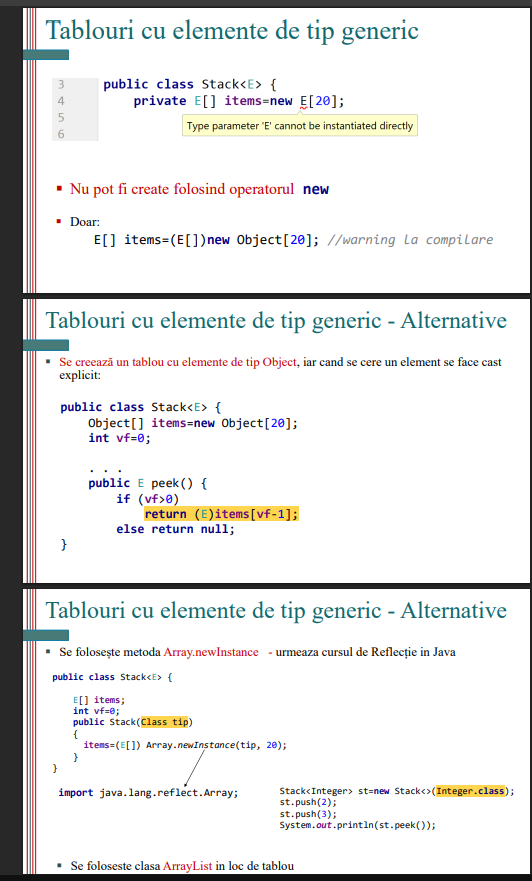 Tablouri cu elemente de tip generic
3 public class Stack<E> {
4 private E[] items=new E[20];
5
Type parameter 'E' cannot be instantiated directly
6
▪ Nu pot fi create folosind operatorul new
▪ Doar:
E[] items=(E[])new Object[20]; //warning la compilare
Tablouri cu elemente de tip generic - Alternative
▪ Se creează un tablou cu elemente de tip Object, iar cand se cere un element se face cast
explicit:
public class Stack<E> {
Object[] items=new Object[20];
int vf=0;
. . .
public E peek() {
if (vf>0)
return (E)items[vf-1];
else return null;
}
Tablouri cu elemente de tip generic - Alternative
▪ Se folosește metoda Array.newInstance - urmeaza cursul de Reflecție in Java
public class Stack<E> {
E[] items;
int vf=0;
public Stack(Class tip)
{
items=(E[]) Array.newInstance(tip, 20);
}
}
import java.lang.reflect.Array;
Stack<Integer> st=new Stack<>(Integer.class);
st.push(2);
st.push(3);
System.out.println(st.peek());
▪ Se foloseste clasa ArrayList in loc de tablou